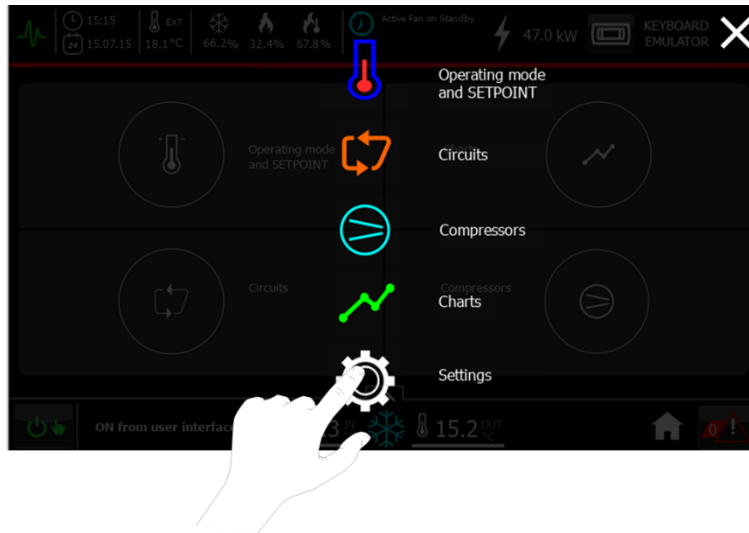 15:15
15.07.15
24
EXT
18.1°C
66.2%
32.4%
67.8%
Active Fan on Standby
47.0 kW
KEYBOARD
EMULATOR
Operating mode
and SETPOINT
Circuits
Compressors
Charts
Settings
Operating mode
and SETPOINT
Circuits
Compressors
ON from user interface
3 IN
15.2 OUT
°C
0 !